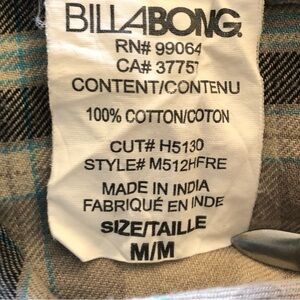 BILLABONG.
RN# 99064
CA# 37757
CONTENT/CONTENU
100% COTTON/COTON
CUT# H5130
STYLE# M512HFRE
MADE IN INDIA
FABRIQUÉ EN INDE
SIZE/TAILLE
M/M